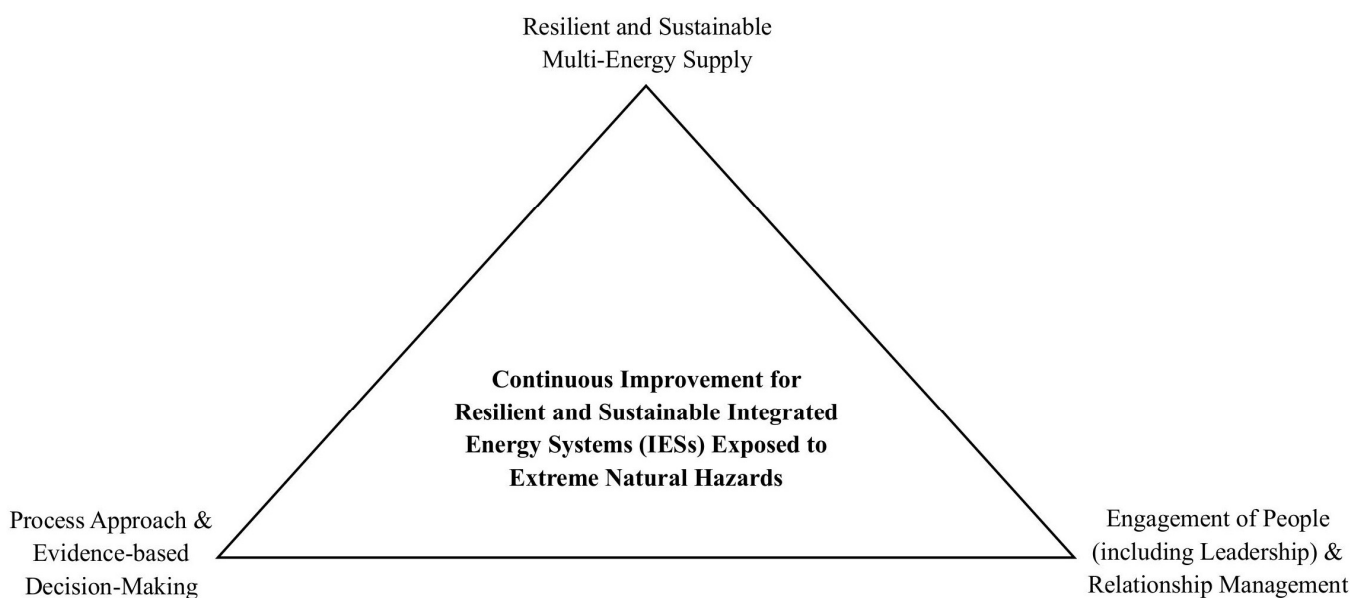 Resilient and Sustainable
Multi-Energy Supply
Continuous Improvement for
Resilient and Sustainable Integrated
Energy Systems (IESs) Exposed to
Extreme Natural Hazards
Process Approach &
Evidence-based
Decision-Making
Engagement of People
(including Leadership) &
Relationship Management